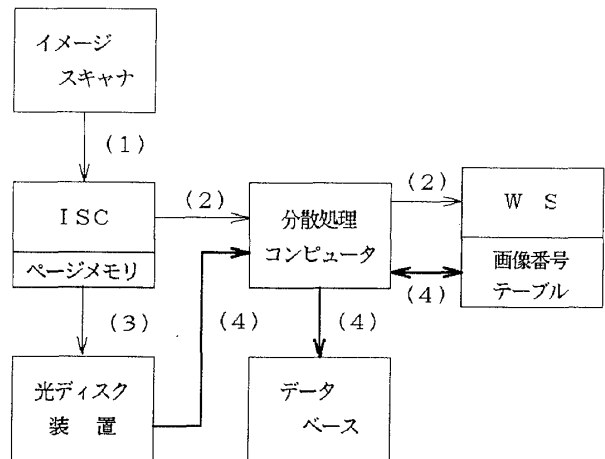 イメージ
スキャナ
(1)
ISC
ページメモリ
(2)
分散処理
コンピュータ
(2)
W S
画像番号
テーブル
(3)
(4)
(4)
(4)
光ディスク
装 置
データ
ベース